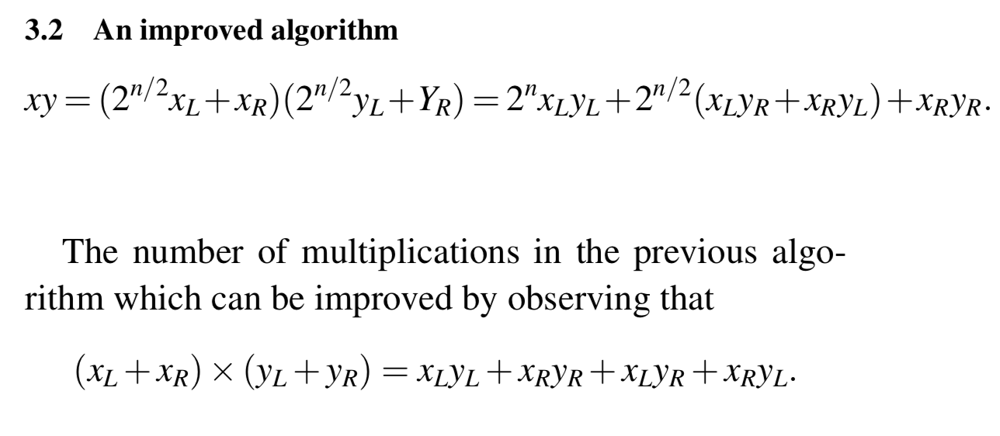 3.2 An improved algorithm
xy = (2^{n/2}x_L + x_R)(2^{n/2}y_L + Y_R) = 2^n x_L y_L + 2^{n/2}(x_L y_R + x_R y_L) + x_R y_R.
The number of multiplications in the previous algo-
rithm which can be improved by observing that
(x_L + x_R) × (y_L + y_R) = x_L y_L + x_R y_R + x_L y_R + x_R y_L.